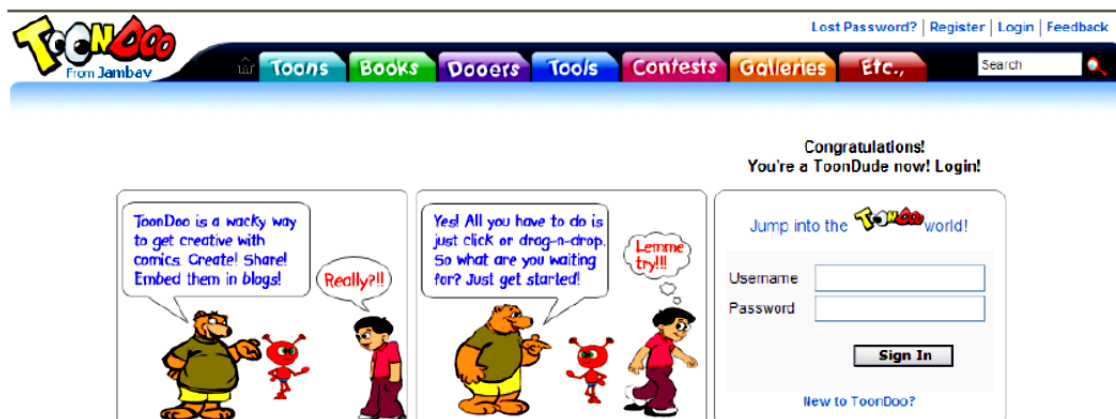 TOONDOO
From Jambav
Lost Password? | Register | Login | Feedback
Toons Books Dooers Tools Contests Galleries Etc.,
Search
Congratulations!
You're a ToonDude now! Login!
ToonDoo is a wacky way
to get creative with
comics. Create! Share!
Embed them in blogs!
Really?!!
Yes! All you have to do is
just click or drag-n-drop.
So what are you waiting
for? Just get started!
Lemme
try!!!
Jump into the TOONDOO world!
Username
Password
Sign In
New to ToonDoo?